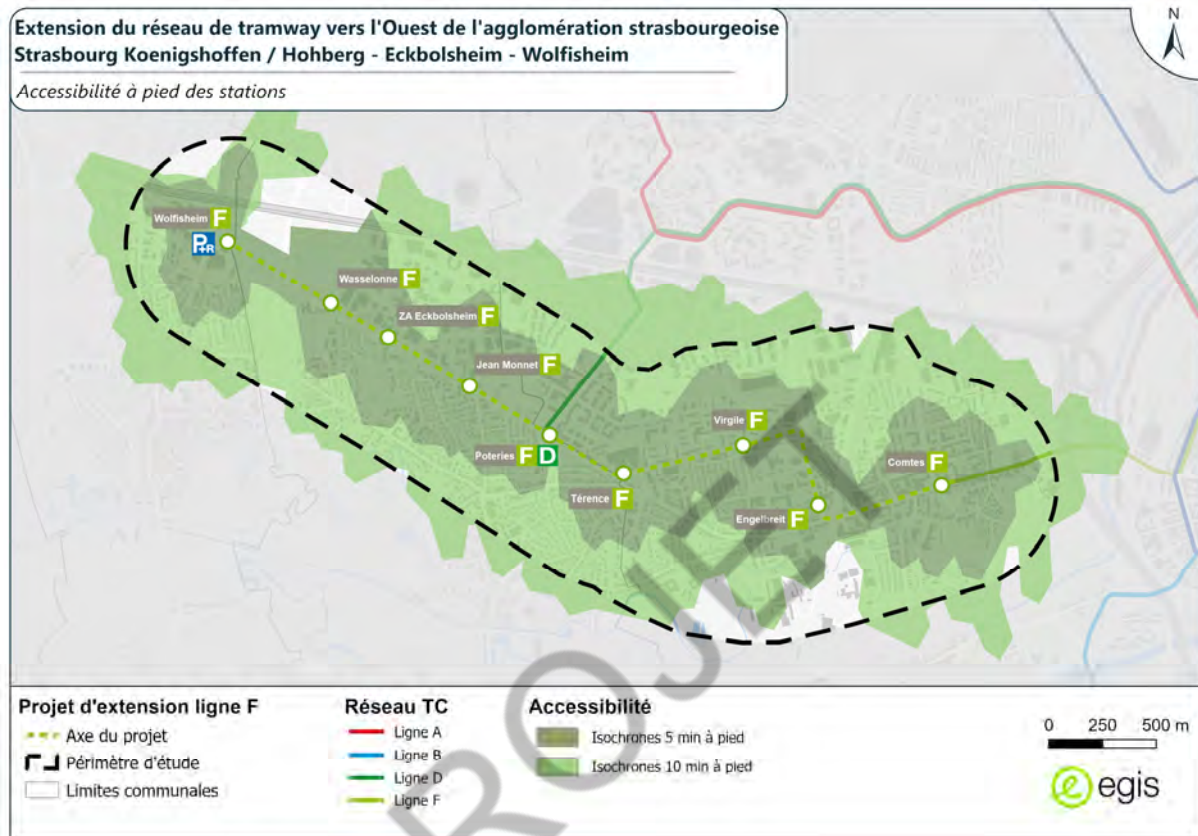 Extension du réseau de tramway vers l'Ouest de l'agglomération strasbourgeoise
Strasbourg Koenigshoffen / Hohberg - Eckbolsheim - Wolfisheim
Accessibilité à pied des stations
N
Wolfisheim F
P+R
Wasselonne F
ZA Eckbolsheim F
Jean Monnet F
Poteries F D
Térence F
Virgile F
Engelbreit F
Comtes F
PROJET
Projet d'extension ligne F
Axe du projet
Périmètre d'étude
Limites communales
Réseau TC
Ligne A
Ligne B
Ligne D
Ligne F
Accessibilité
Isochrones 5 min à pied
Isochrones 10 min à pied
0 250 500 m
egis